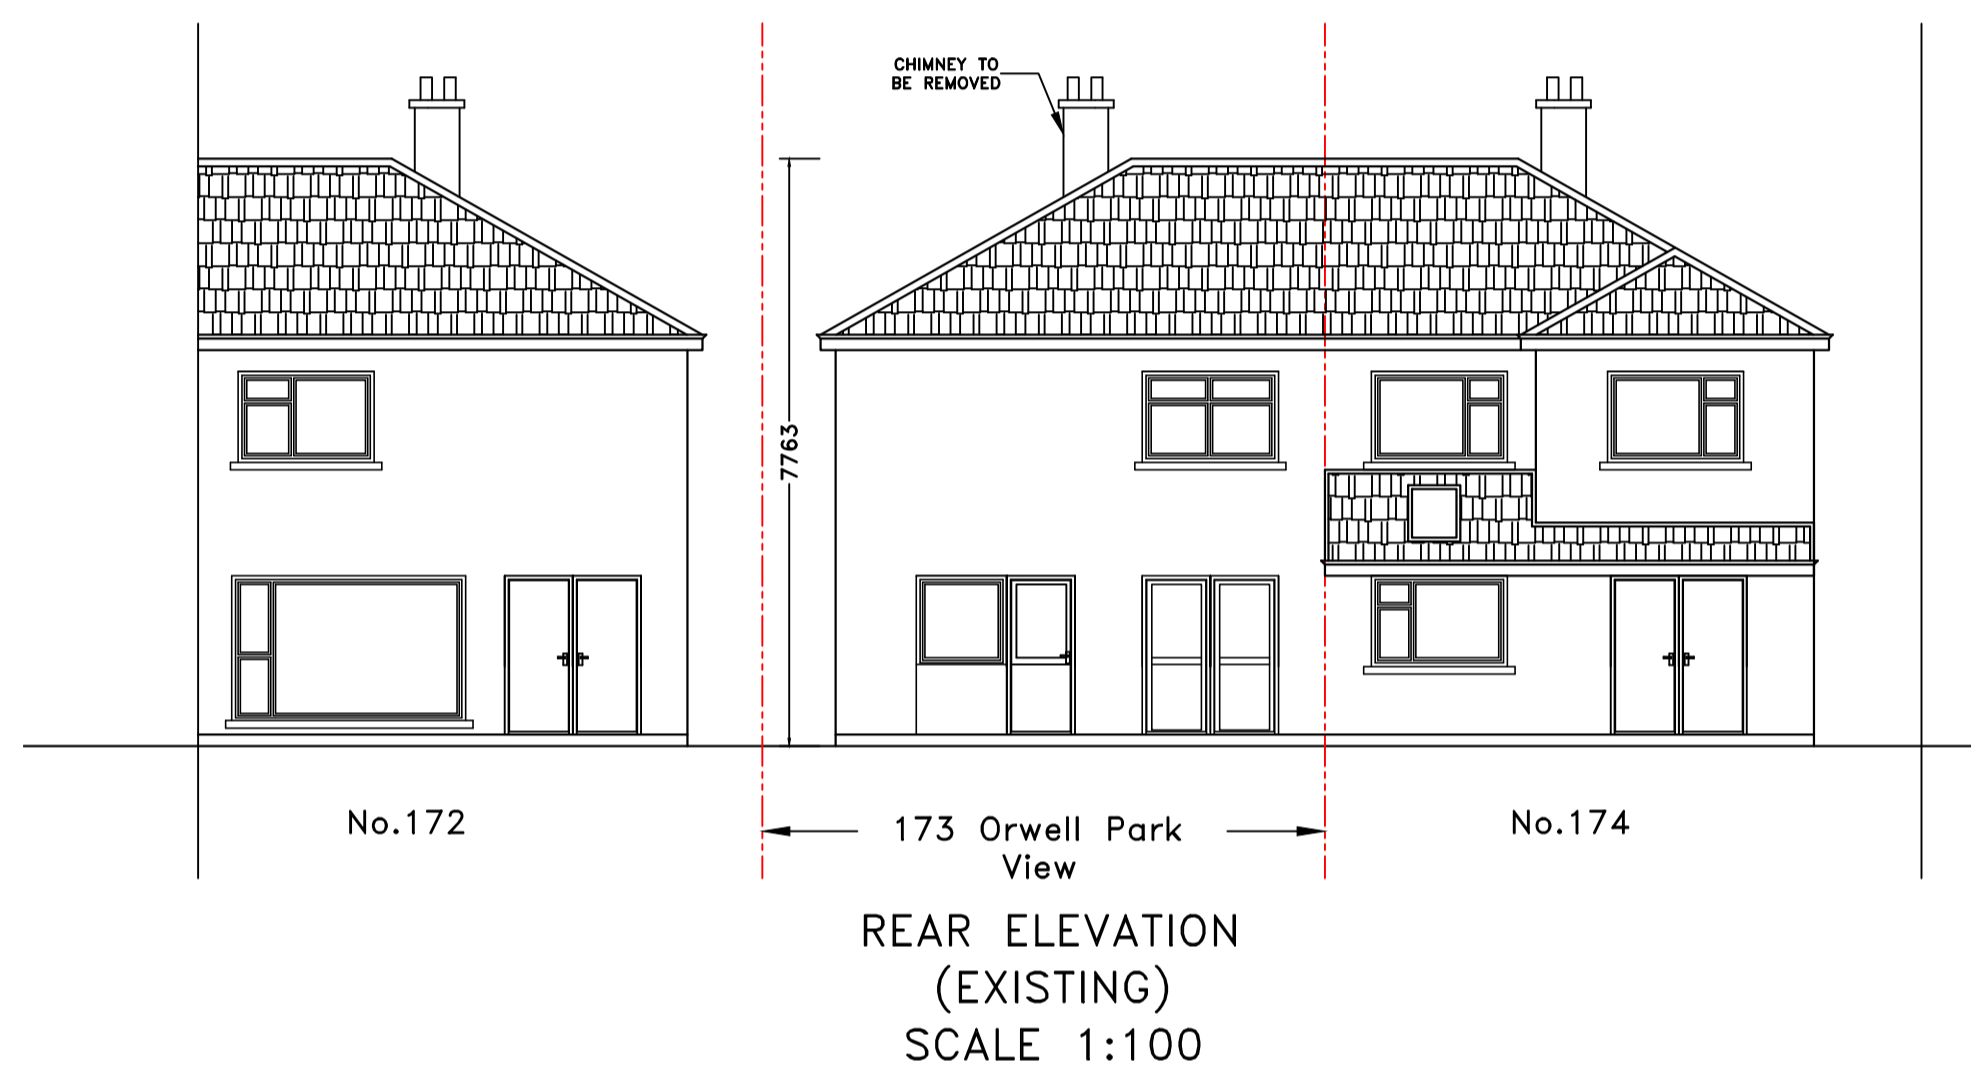 CHIMNEY TO
BE REMOVED
7763
No.172
173 Orwell Park
View
No.174
REAR ELEVATION
(EXISTING)
SCALE 1:100